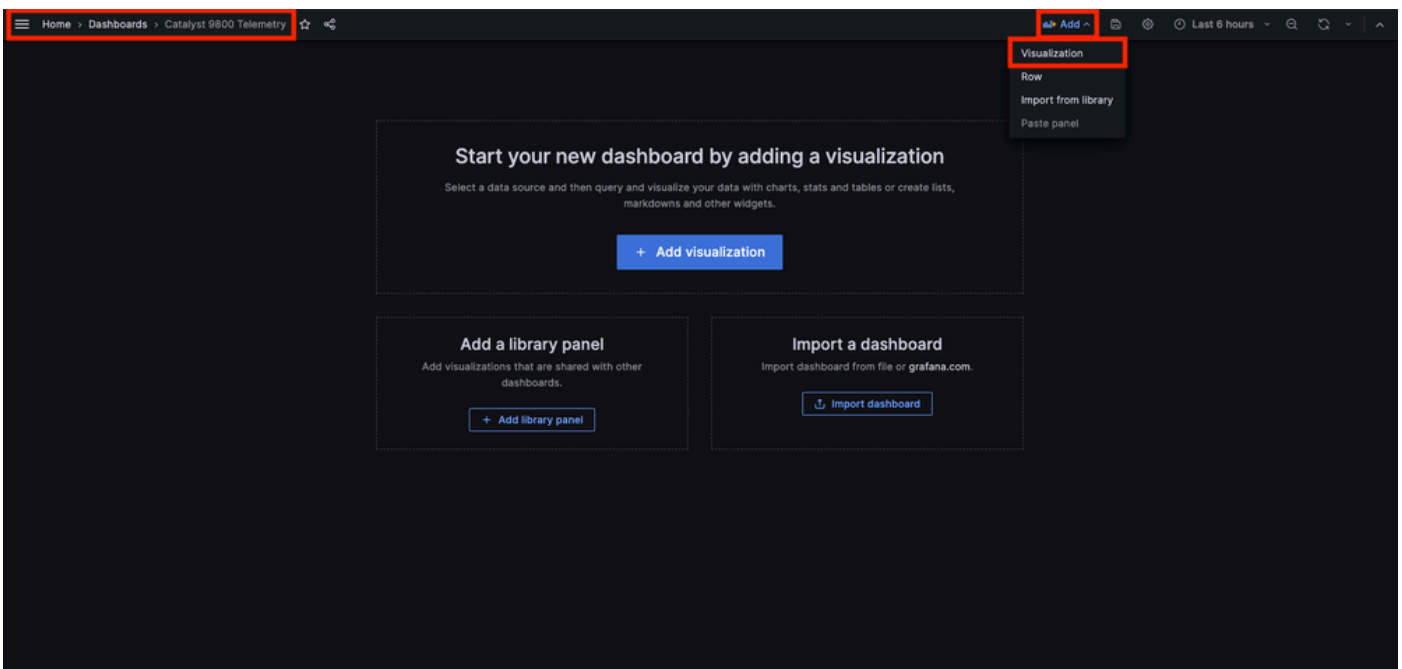 Home › Dashboards › Catalyst 9800 Telemetry
Add
Last 6 hours
Visualization
Row
Import from library
Paste panel
Start your new dashboard by adding a visualization
Select a data source and then query and visualize your data with charts, stats and tables or create lists,
markdowns and other widgets.
+ Add visualization
Add a library panel
Add visualizations that are shared with other
dashboards.
+ Add library panel
Import a dashboard
Import dashboard from file or grafana.com.
Import dashboard